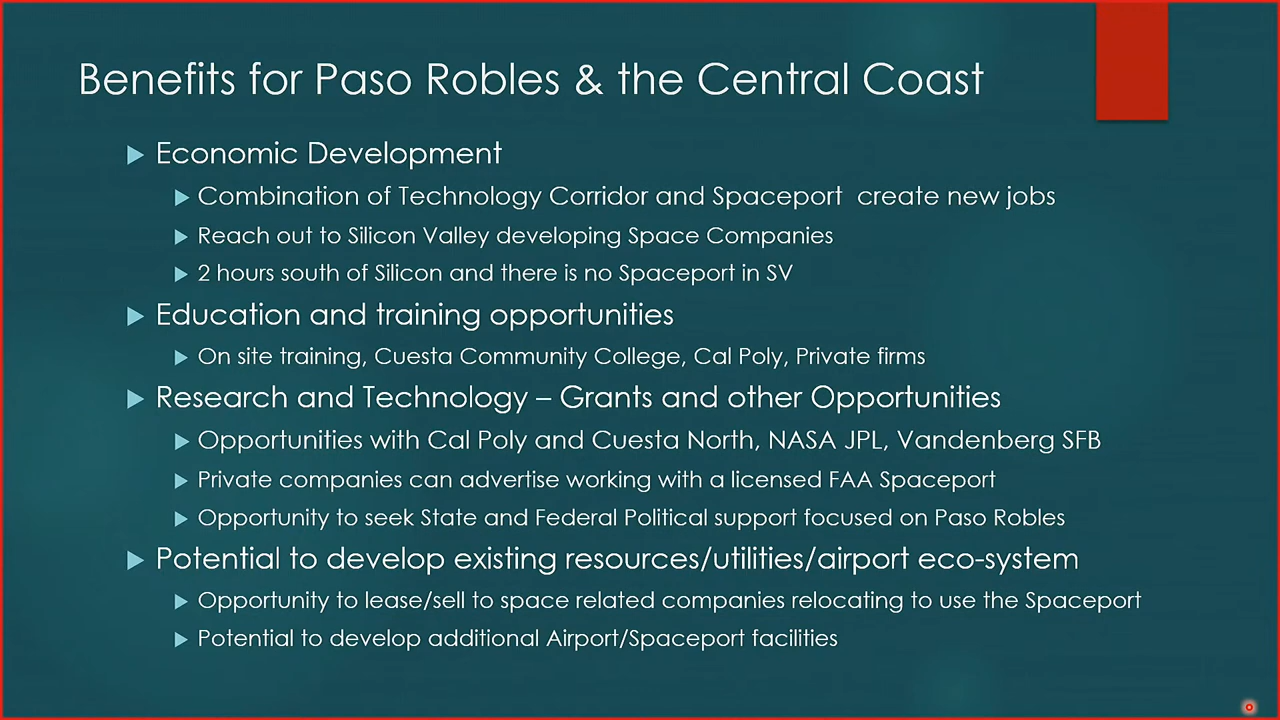 Benefits for Paso Robles & the Central Coast
Economic Development
Combination of Technology Corridor and Spaceport  create new jobs
Reach out to Silicon Valley developing Space Companies
2 hours south of Silicon and there is no Spaceport in SV
Education and training opportunities
On site training, Cuesta Community College, Cal Poly, Private firms
Research and Technology – Grants and other Opportunities
Opportunities with Cal Poly and Cuesta North, NASA JPL, Vandenberg SFB
Private companies can advertise working with a licensed FAA Spaceport
Opportunity to seek State and Federal Political support focused on Paso Robles
Potential to develop existing resources/utilities/airport eco-system
Opportunity to lease/sell to space related companies relocating to use the Spaceport
Potential to develop additional Airport/Spaceport facilities